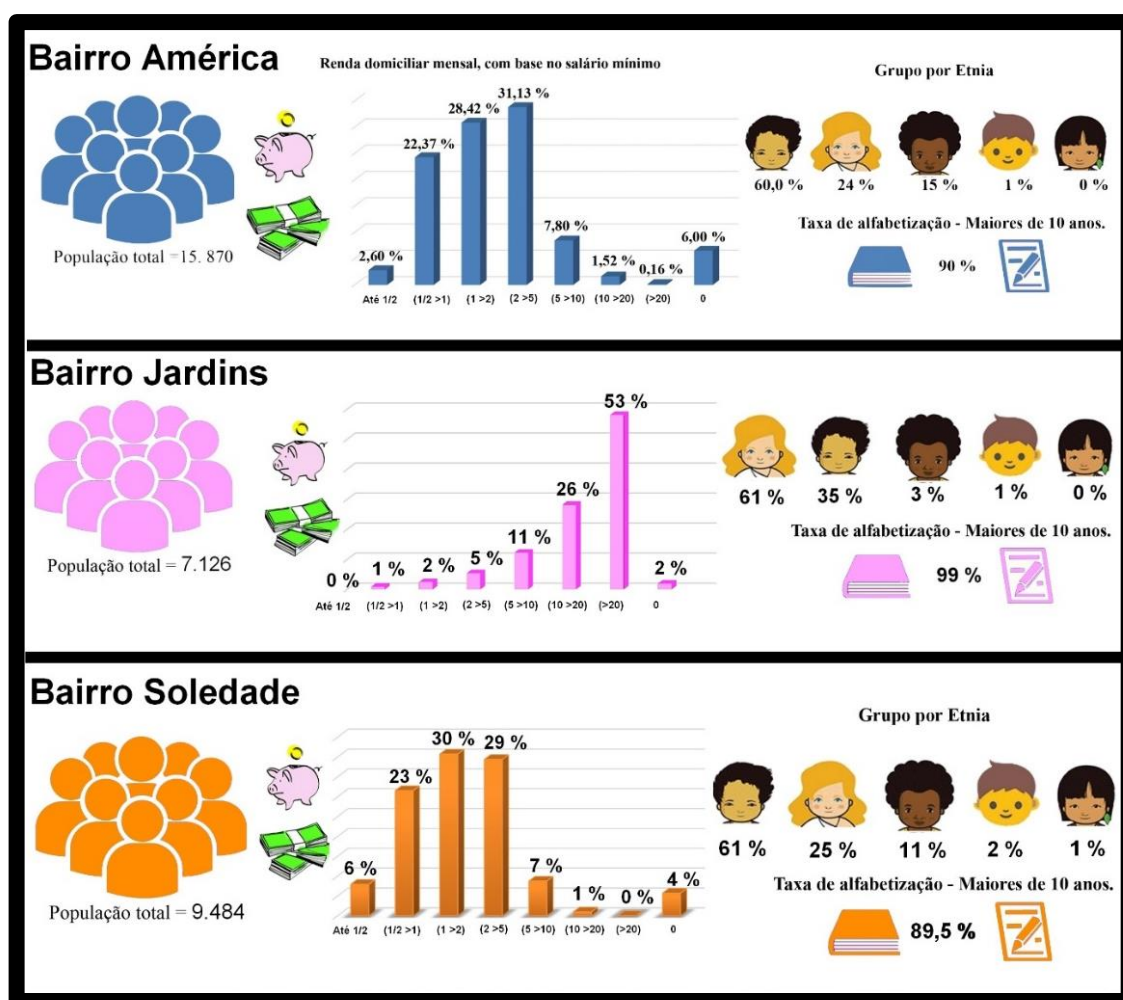 Bairro América
Renda domiciliar mensal, com base no salário mínimo
Grupo por Etnia
31,13 %
28,42 %
22,37 %
7,80 %
6,00 %
2,60 %
1,52 %
0,16 %
Até 1/2 (1/2 >1) (1 >2) (2 >5) (5 >10) (10 >20) (>20) 0
População total =15. 870
60,0 % 24 % 15 % 1 % 0 %
Taxa de alfabetização - Maiores de 10 anos.
90 %
Bairro Jardins
53 %
26 %
11 %
5 %
2 %
1 %
0 %
2 %
Até 1/2 (1/2 >1) (1 >2) (2 >5) (5 >10) (10 >20) (>20) 0
População total = 7.126
61 % 35 % 3 % 1 % 0 %
Taxa de alfabetização - Maiores de 10 anos.
99 %
Bairro Soledade
Grupo por Etnia
30 %
29 %
23 %
6 %
7 %
1 %
0 %
4 %
Até 1/2 (1/2 >1) (1 >2) (2 >5) (5 >10) (10 >20) (>20) 0
População total = 9.484
61 % 25 % 11 % 2 % 1 %
Taxa de alfabetização - Maiores de 10 anos.
89,5 %